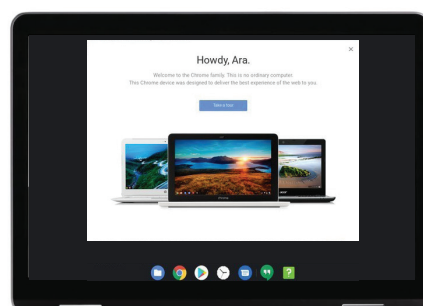 Howdy, Ara.
Welcome to the Chrome family. This is no ordinary computer.
This Chrome device was designed to deliver the best experience of the web to you.
Take a tour
acer